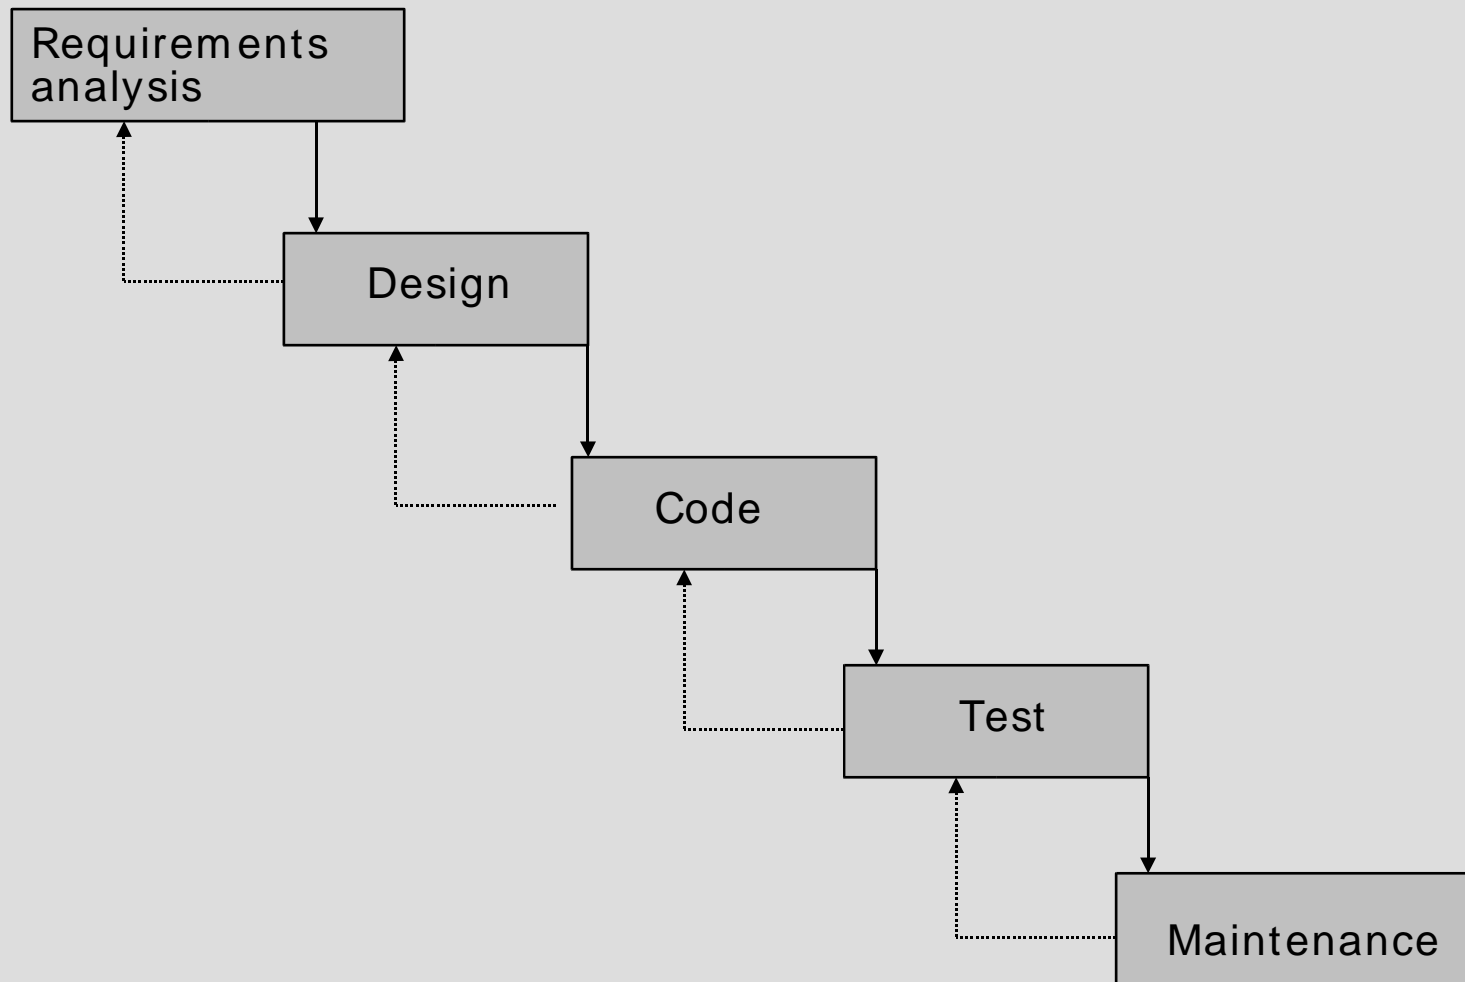 Requirements
analysis
Design
Code
Test
Maintenance